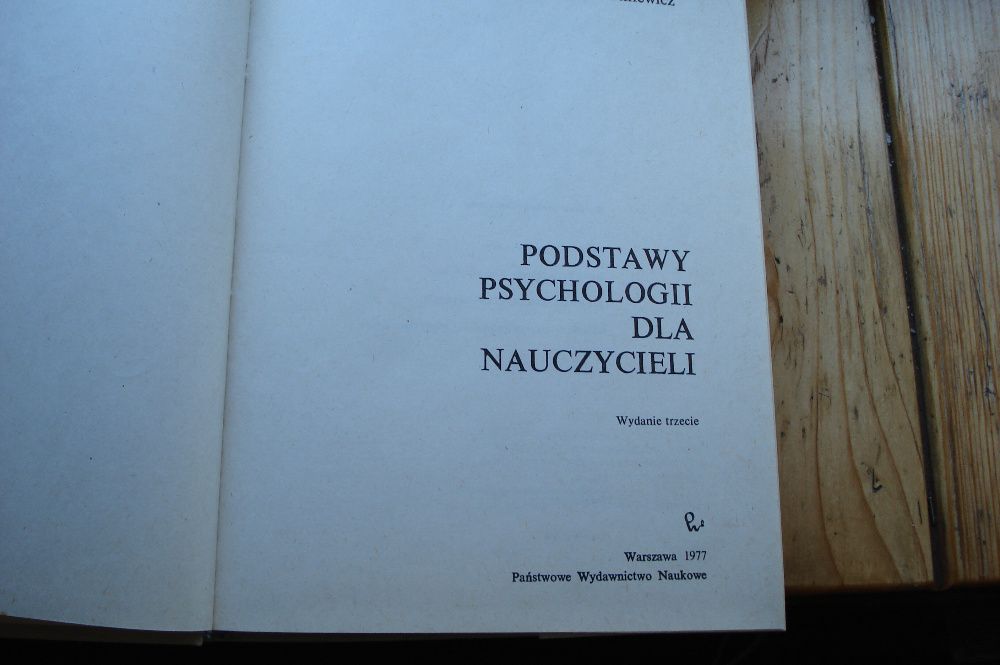 PODSTAWY
PSYCHOLOGII
DLA
NAUCZYCIELI
Wydanie trzecie
Warszawa 1977
Państwowe Wydawnictwo Naukowe